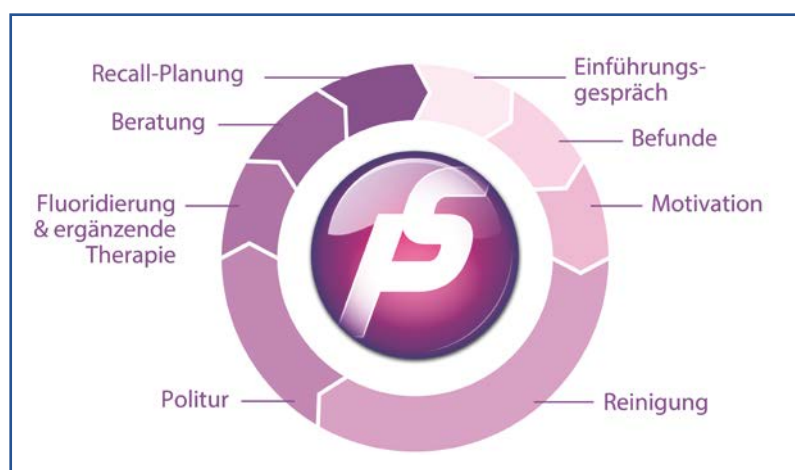 Einführungs-
gespräch
Befunde
Motivation
Reinigung
Politur
Fluoridierung
& ergänzende
Therapie
Beratung
Recall-Planung
PS